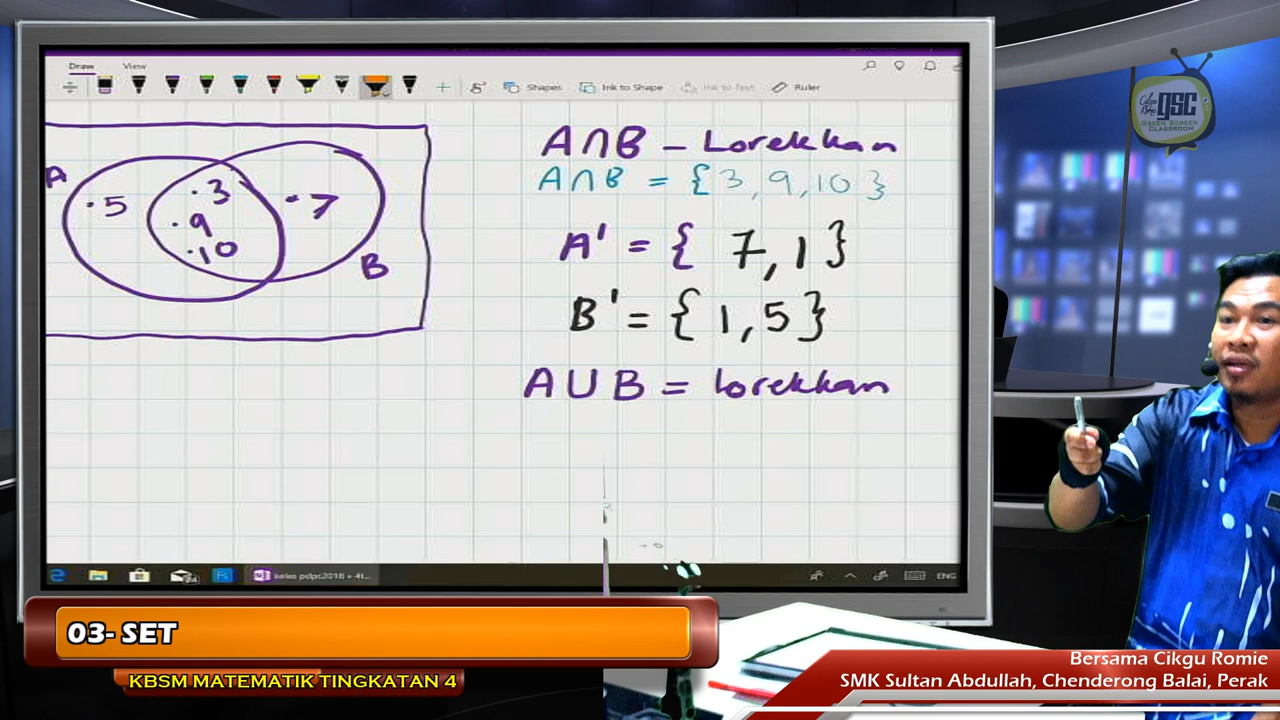 Draw View
Shapes Ink to Shape Ink to Text Ruler
Cikgu Romie
gsc
GREEN SCREEN
CLASSROOM
A
· 5
· 3
· 9
· 10
· 7
B
A∩B – Lorekkan
A∩B = {3, 9, 10}
A' = { 7, 1 }
B' = { 1, 5 }
A U B = lorekkan
ENG
03- SET
KBSM MATEMATIK TINGKATAN 4
Bersama Cikgu Romie
SMK Sultan Abdullah, Chenderong Balai, Perak